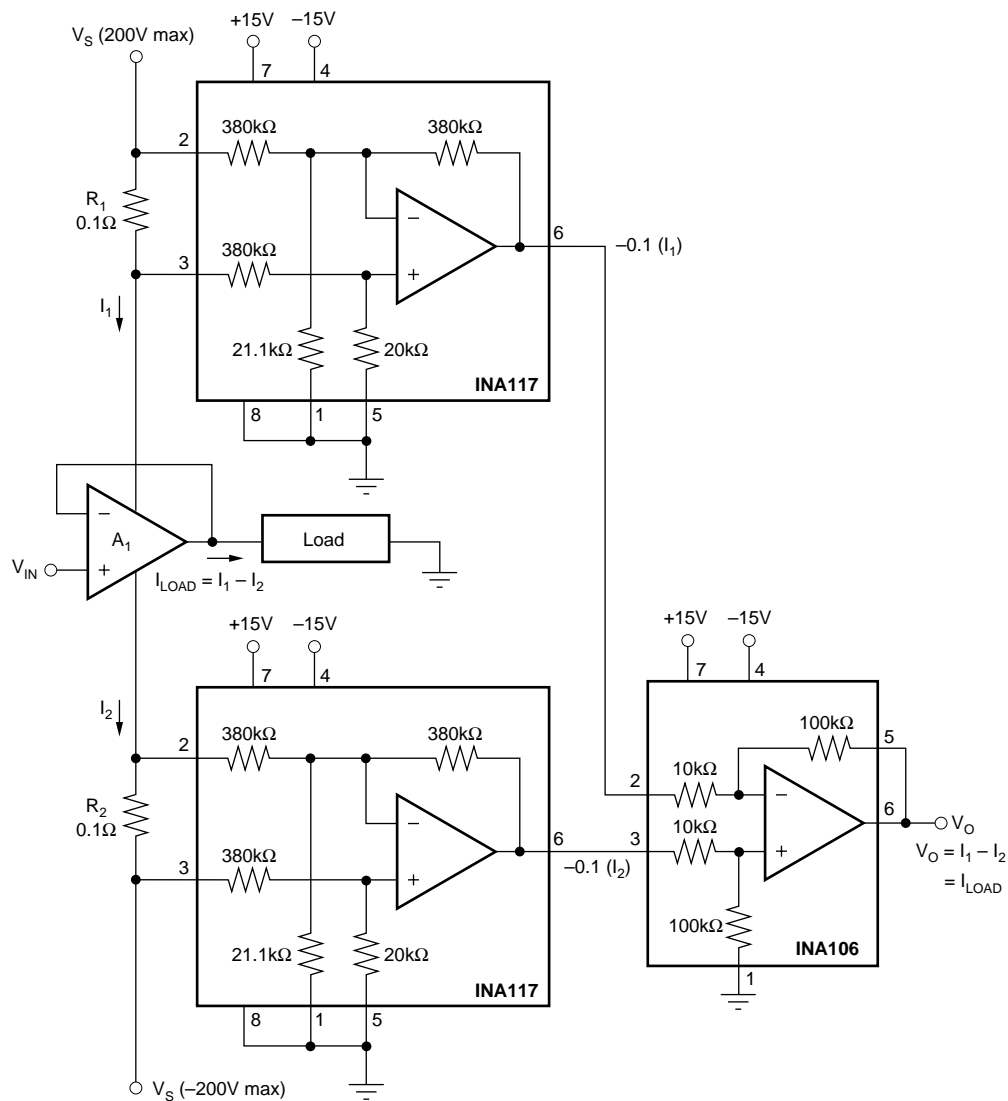 V_S (200V max)
+15V
–15V
7
4
2
380kΩ
380kΩ
R_1
0.1Ω
–
6
–0.1 (I_1)
3
380kΩ
+
I_1
21.1kΩ
20kΩ
INA117
8
1
5
–
A_1
+
V_IN
Load
I_LOAD = I_1 – I_2
+15V
–15V
7
4
I_2
2
380kΩ
380kΩ
R_2
0.1Ω
–
6
–0.1 (I_2)
3
380kΩ
+
21.1kΩ
20kΩ
INA117
8
1
5
V_S (–200V max)
+15V
–15V
7
4
100kΩ
5
2
10kΩ
–
3
10kΩ
+
6
V_O
V_O = I_1 – I_2
= I_LOAD
100kΩ
INA106
1